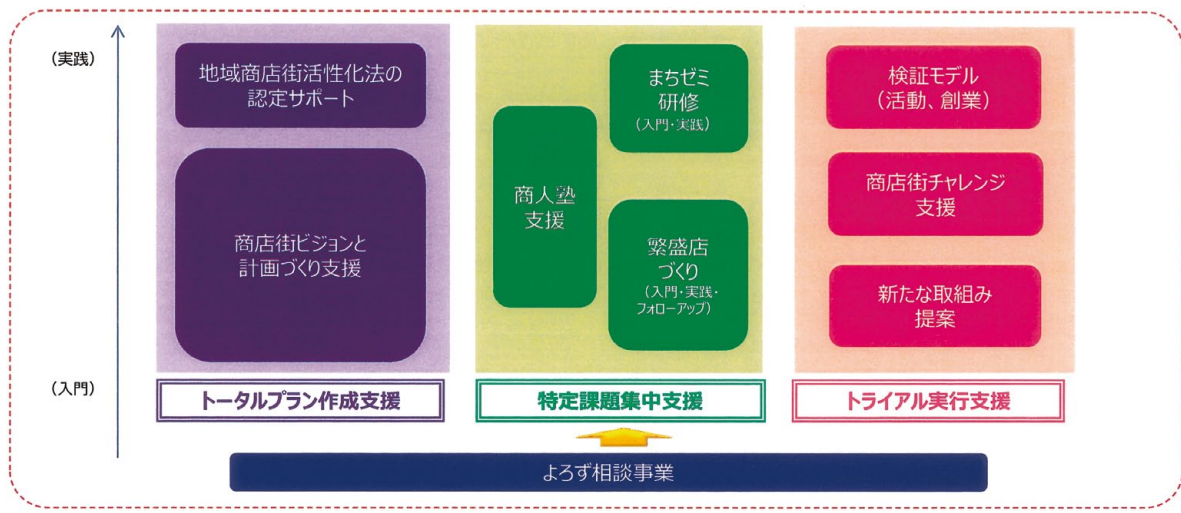 (実践)
地域商店街活性化法の
認定サポート
商店街ビジョンと
計画づくり支援
(入門)
トータルプラン作成支援
まちゼミ
研修
(入門・実践)
商人塾
支援
繁盛店
づくり
(入門・実践・
フォローアップ)
特定課題集中支援
検証モデル
(活動、創業)
商店街チャレンジ
支援
新たな取組み
提案
トライアル実行支援
よろず相談事業